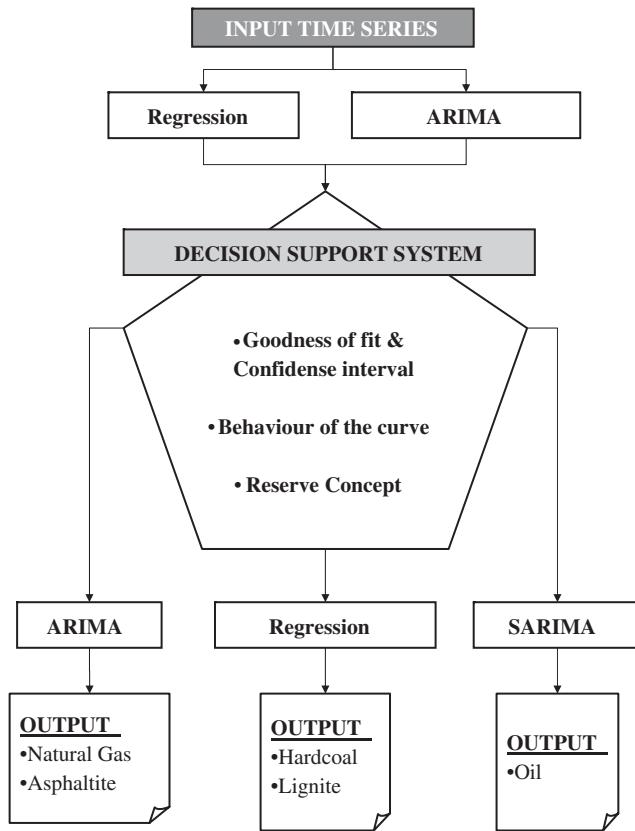 INPUT TIME SERIES
Regression
ARIMA
DECISION SUPPORT SYSTEM
•Goodness of fit &
Confidense interval
•Behaviour of the curve
• Reserve Concept
ARIMA
Regression
SARIMA
OUTPUT
•Natural Gas
•Asphaltite
OUTPUT
•Hardcoal
•Lignite
OUTPUT
•Oil